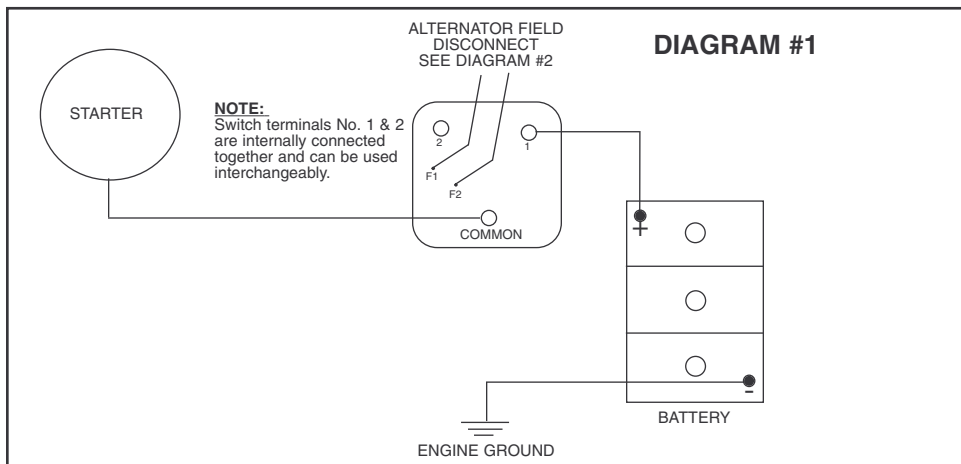 ALTERNATOR FIELD
DISCONNECT
SEE DIAGRAM #2
DIAGRAM #1
STARTER
NOTE:
Switch terminals No. 1 & 2
are internally connected
together and can be used
interchangeably.
2
1
F1
F2
COMMON
+
-
BATTERY
ENGINE GROUND